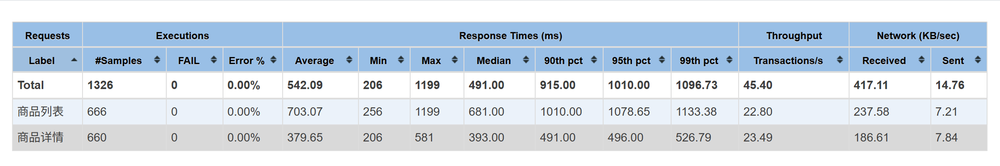 Requests Executions Response Times (ms) Throughput Network (KB/sec)
Label #Samples FAIL Error % Average Min Max Median 90th pct 95th pct 99th pct Transactions/s Received Sent
Total 1326 0 0.00% 542.09 206 1199 491.00 915.00 1010.00 1096.73 45.40 417.11 14.76
商品列表 666 0 0.00% 703.07 256 1199 681.00 1010.00 1078.65 1133.38 22.80 237.58 7.21
商品详情 660 0 0.00% 379.65 206 581 393.00 491.00 496.00 526.79 23.49 186.61 7.84